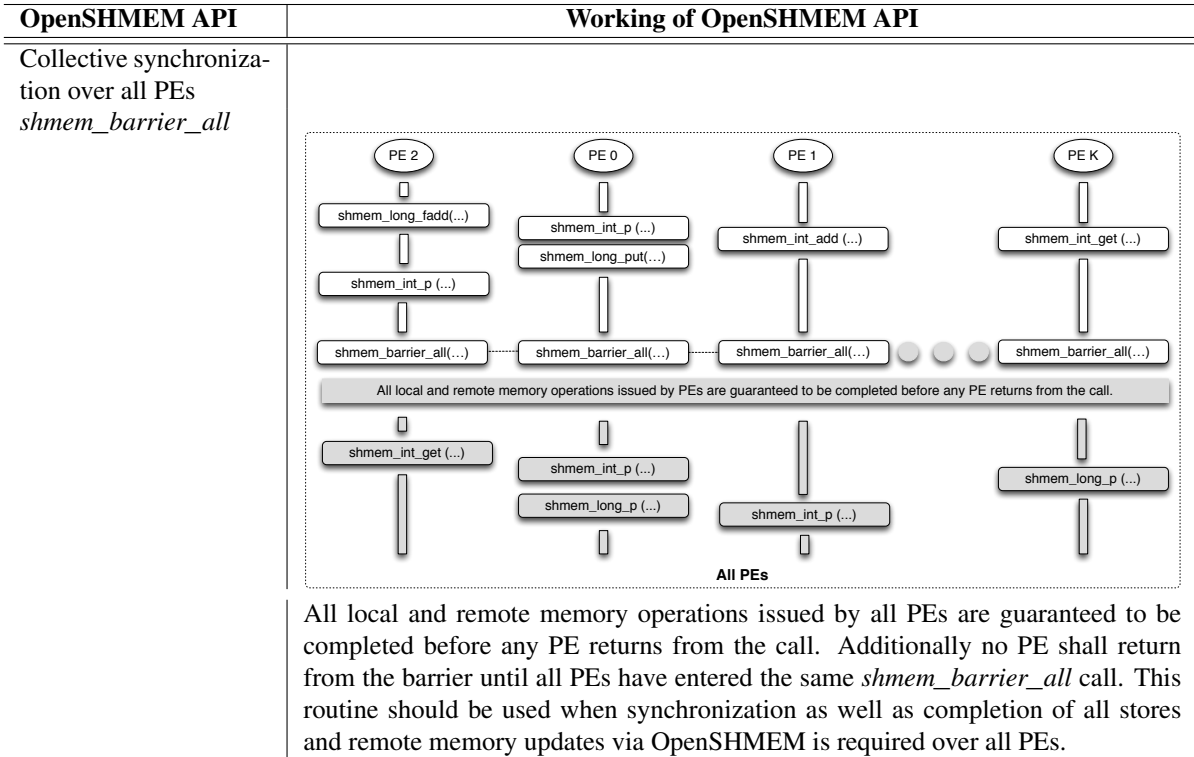 OpenSHMEM API Working of OpenSHMEM API
Collective synchroniza-
tion over all PEs
shmem_barrier_all
PE 2 PE 0 PE 1 PE K
shmem_long_fadd(...)
shmem_int_p (...)
shmem_int_add (...) shmem_int_get (...)
shmem_long_put(…)
shmem_int_p (...)
shmem_barrier_all(…) shmem_barrier_all(…) shmem_barrier_all(…) shmem_barrier_all(…)
All local and remote memory operations issued by PEs are guaranteed to be completed before any PE returns from the call.
shmem_int_get (...)
shmem_int_p (...)
shmem_long_p (...)
shmem_long_p (...)
shmem_int_p (...)
All PEs
All local and remote memory operations issued by all PEs are guaranteed to be
completed before any PE returns from the call. Additionally no PE shall return
from the barrier until all PEs have entered the same shmem_barrier_all call. This
routine should be used when synchronization as well as completion of all stores
and remote memory updates via OpenSHMEM is required over all PEs.